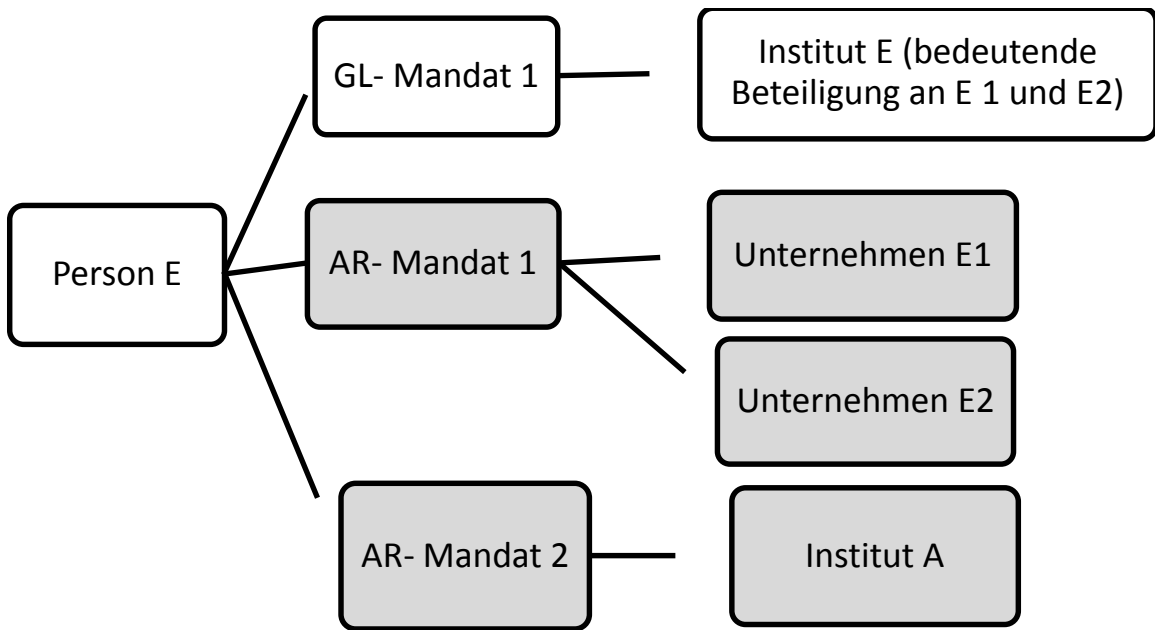 GL- Mandat 1
Institut E (bedeutende
Beteiligung an E 1 und E2)
Person E
AR- Mandat 1
Unternehmen E1
Unternehmen E2
AR- Mandat 2
Institut A